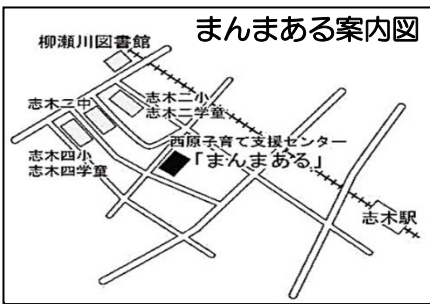 まんまある案内図
柳瀬川図書館
志木二中
志木二小
志木二学童
西原子育て支援センター
「まんまある」
志木四小
志木四学童
志木駅